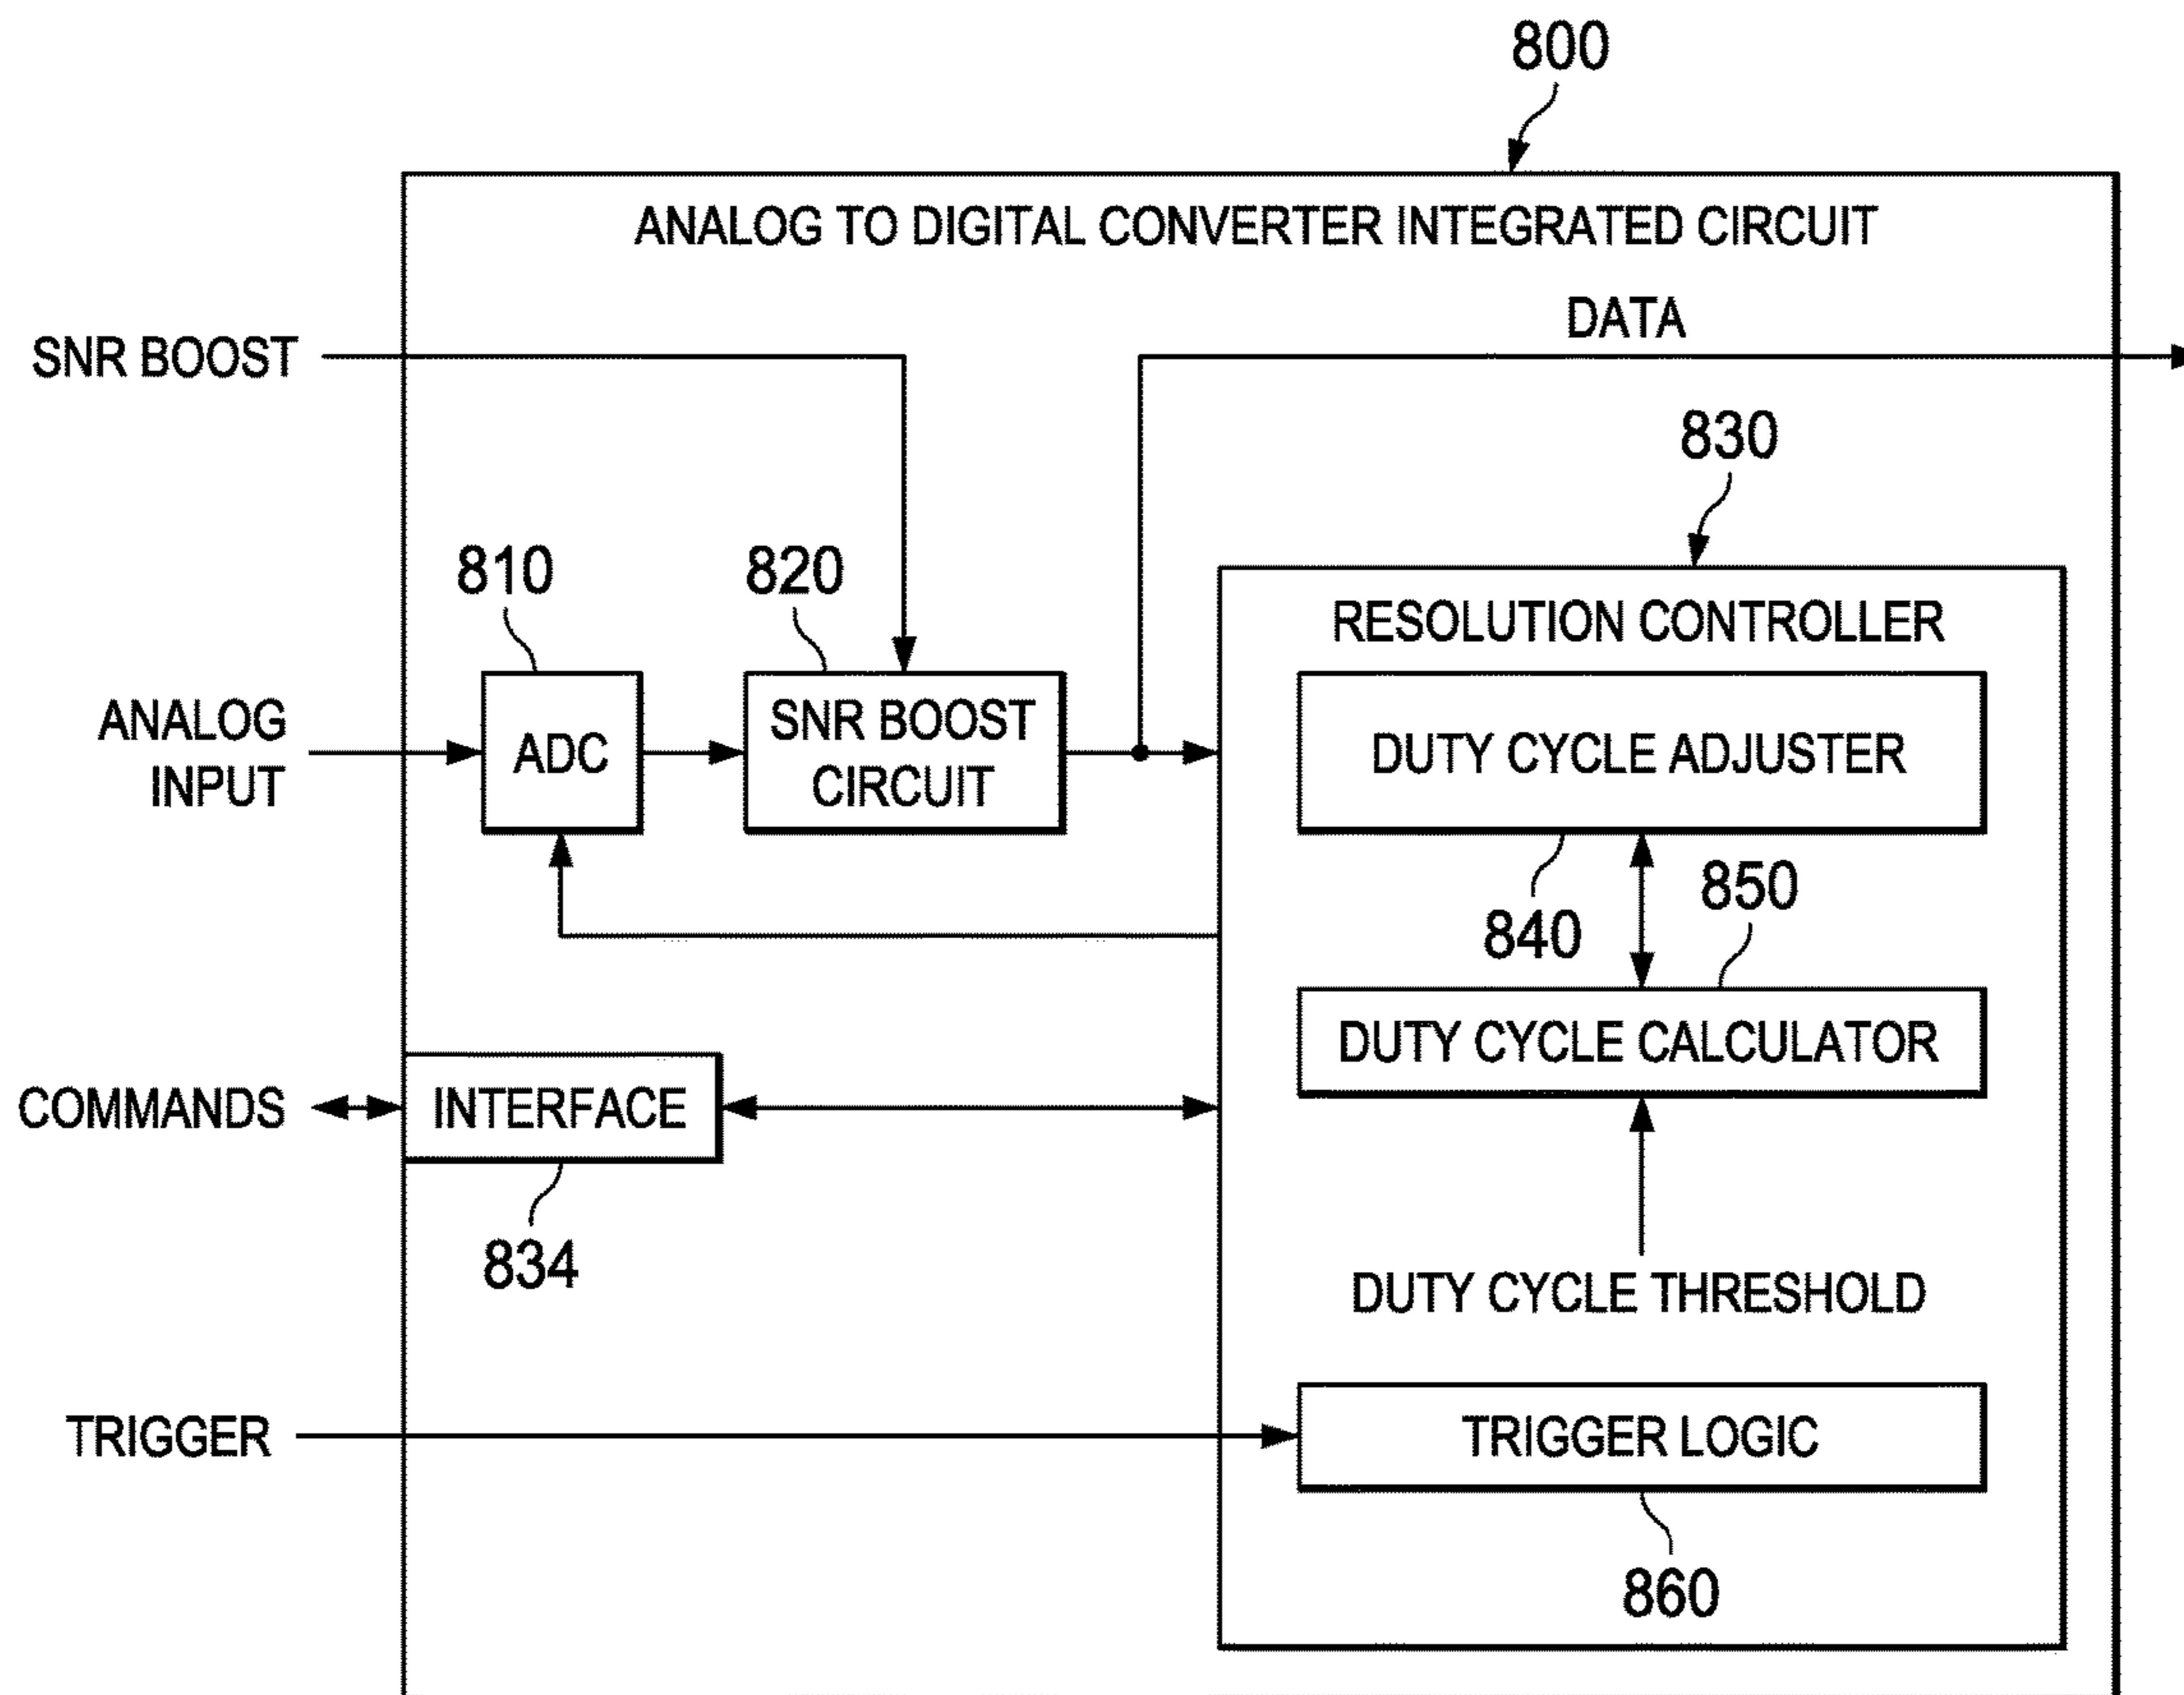 800
ANALOG TO DIGITAL CONVERTER INTEGRATED CIRCUIT
DATA
SNR BOOST
830
810
820
RESOLUTION CONTROLLER
ANALOG
INPUT
ADC
SNR BOOST
CIRCUIT
DUTY CYCLE ADJUSTER
840
850
DUTY CYCLE CALCULATOR
COMMANDS
INTERFACE
834
DUTY CYCLE THRESHOLD
TRIGGER
TRIGGER LOGIC
860